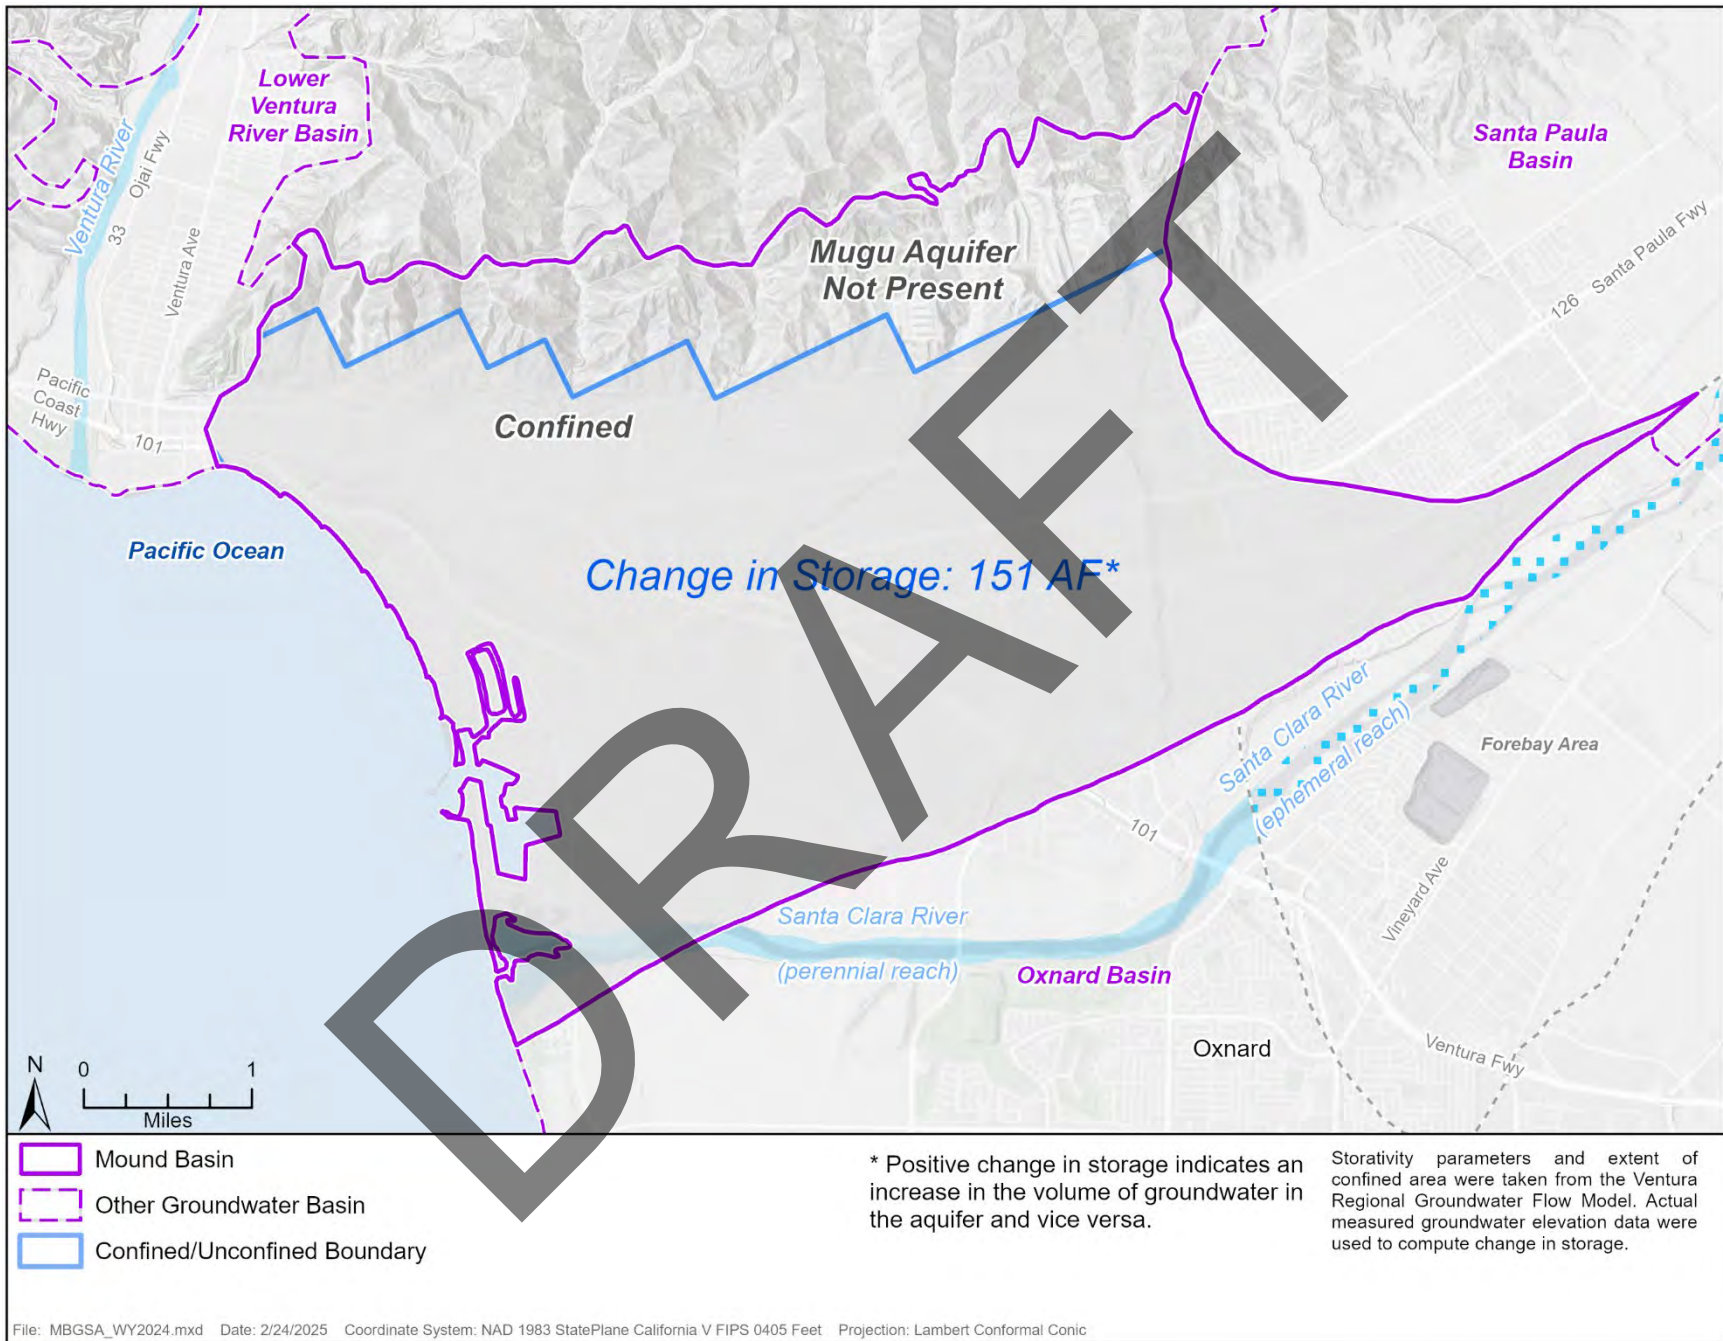 Lower
Ventura
River Basin
Santa Paula
Basin
Ventura River
33
Ojai Fwy
Ventura Ave
126 Santa Paula Fwy
Mugu Aquifer
Not Present
Pacific
Coast
Hwy
101
Confined
Pacific Ocean
Change in Storage: 151 AF*
DRAFT
Santa Clara River
(ephemeral reach)
Forebay Area
101
Vineyard Ave
Santa Clara River
(perennial reach)
Oxnard Basin
Oxnard
Ventura Fwy
N
0 1
Miles
Mound Basin
Other Groundwater Basin
Confined/Unconfined Boundary
* Positive change in storage indicates an
increase in the volume of groundwater in
the aquifer and vice versa.
Storativity parameters and extent of
confined area were taken from the Ventura
Regional Groundwater Flow Model. Actual
measured groundwater elevation data were
used to compute change in storage.
File: MBGSA_WY2024.mxd Date: 2/24/2025 Coordinate System: NAD 1983 StatePlane California V FIPS 0405 Feet Projection: Lambert Conformal Conic